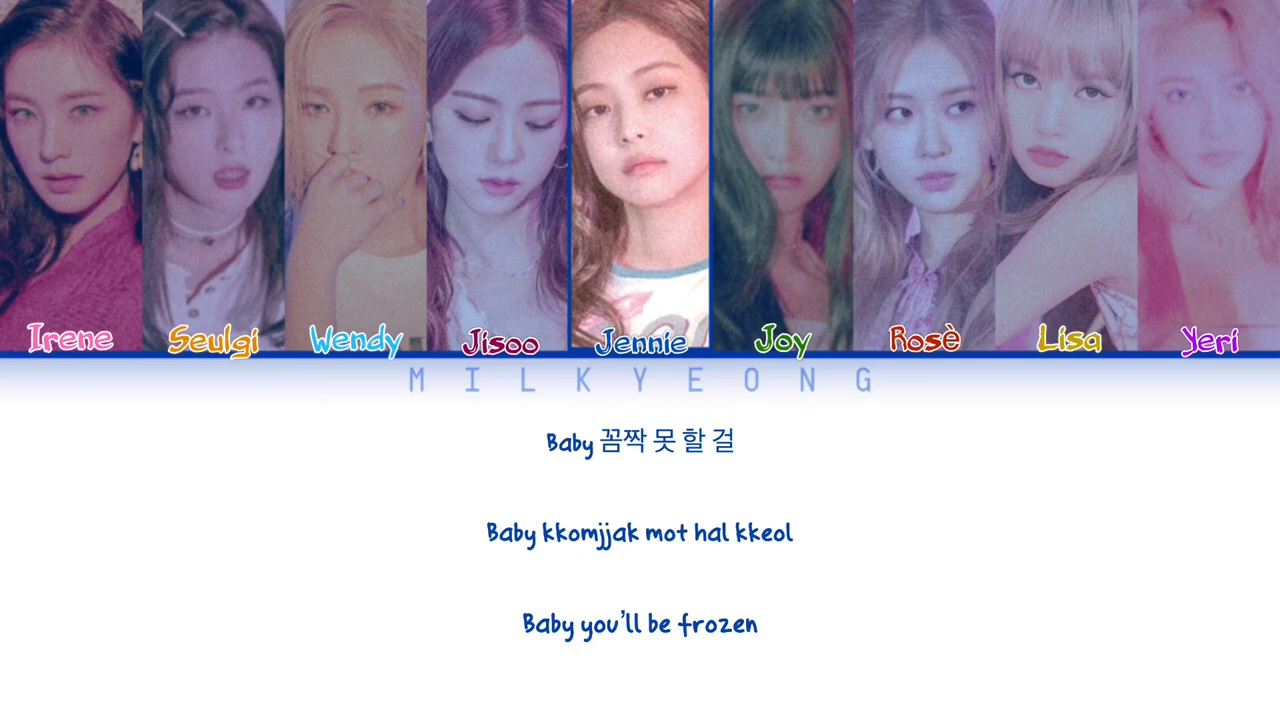 Irene Seulgi Wendy Jisoo Jennie Joy Rosè Lisa Yeri
MILKYEONG
Baby 꼼짝 못 할 걸
Baby kkomjjak mot hal kkeol
Baby you'll be frozen